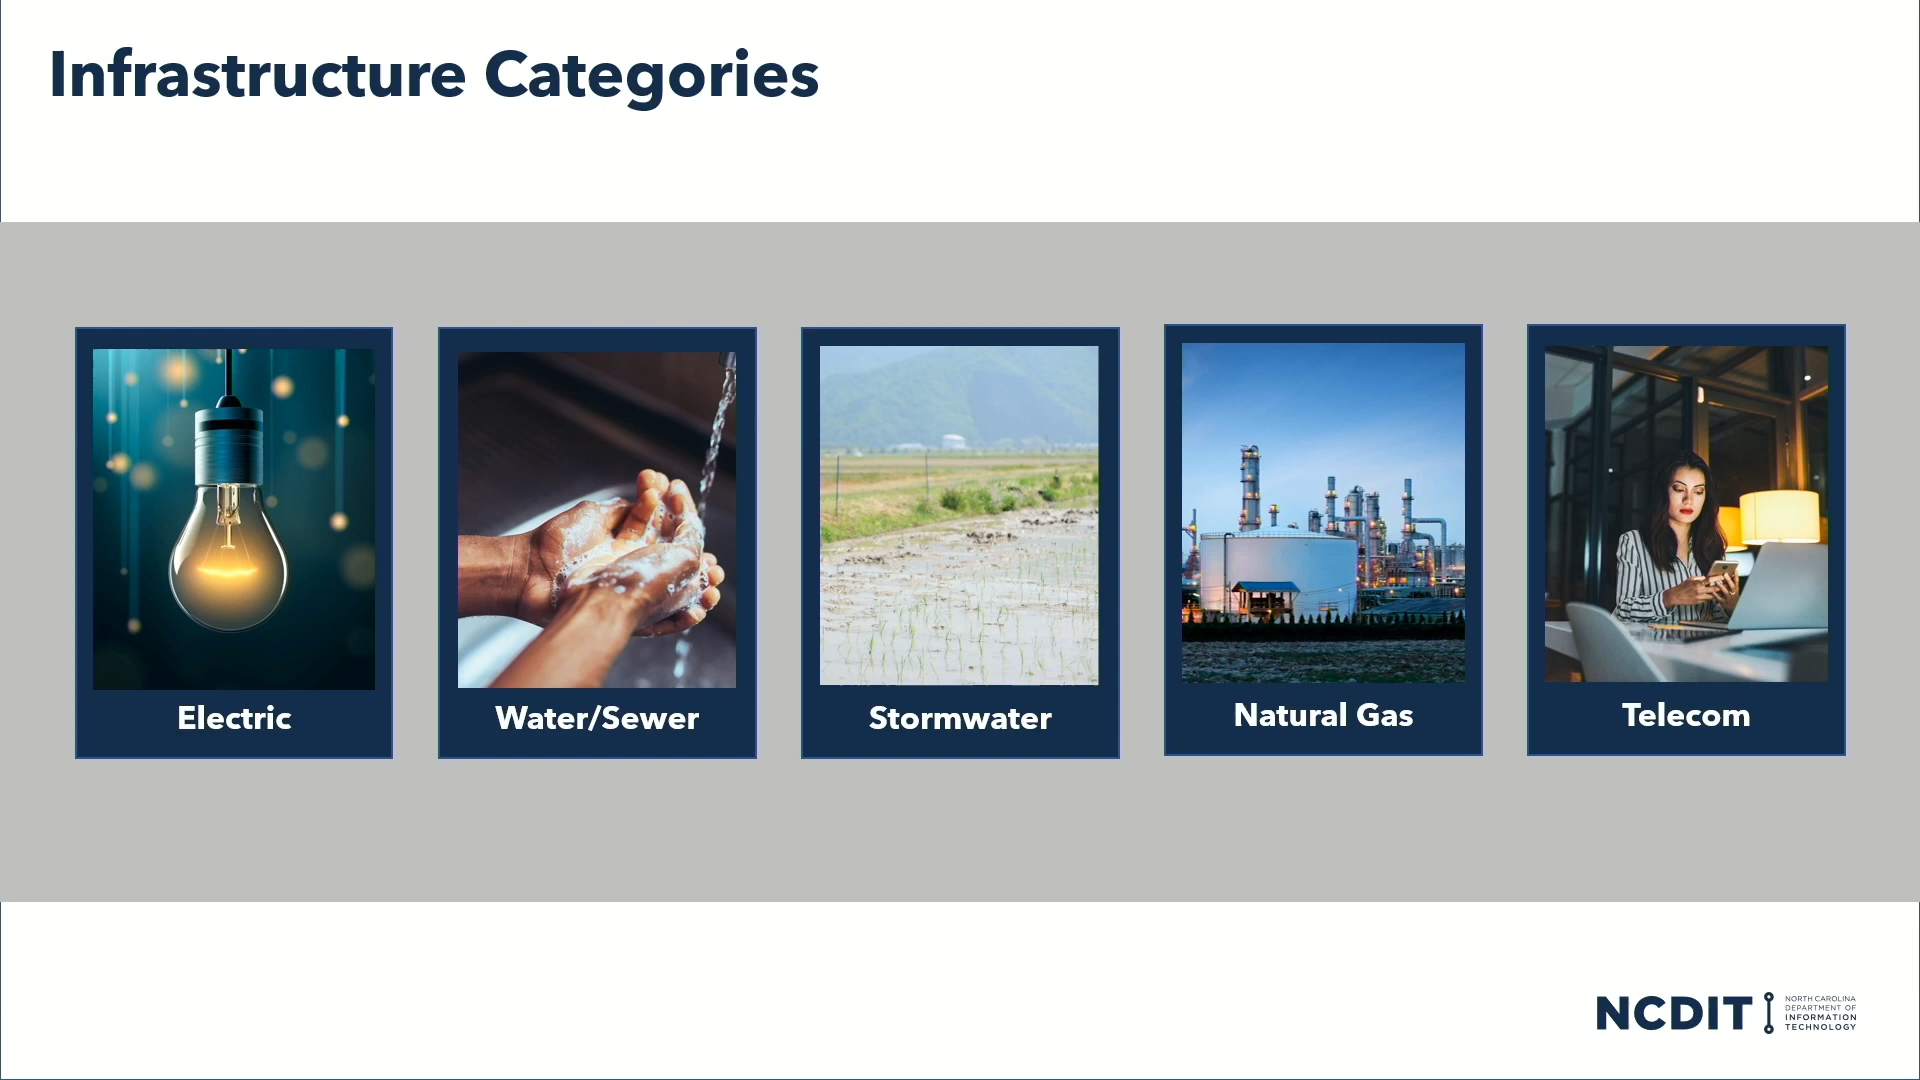 Infrastructure Categories
Electric
Water/Sewer
Stormwater
Natural Gas
Telecom
NCDIT
NORTH CAROLINA
DEPARTMENT OF
INFORMATION
TECHNOLOGY